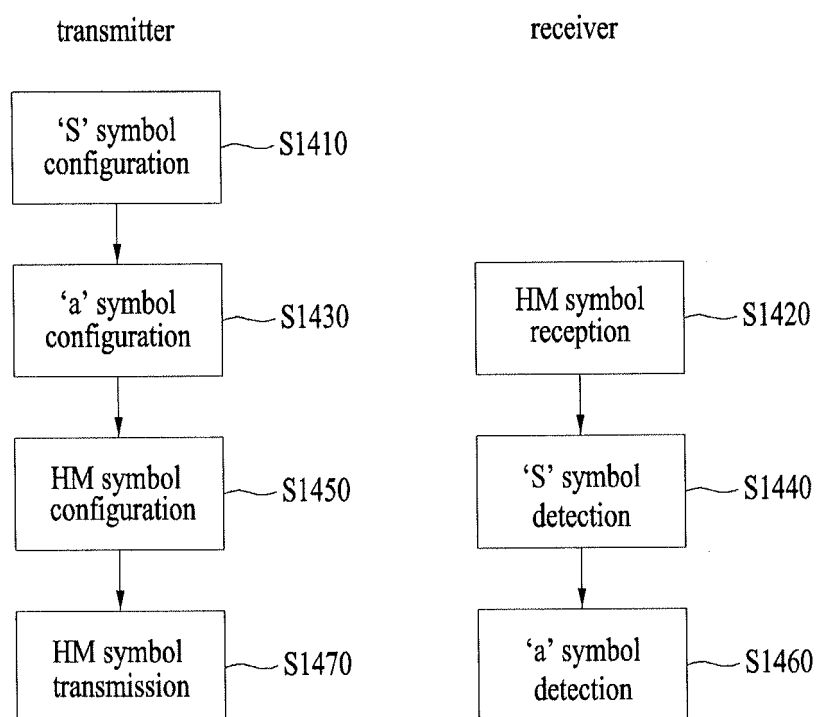 transmitter
receiver
‘S’ symbol
configuration
S1410
‘a’ symbol
configuration
S1430
HM symbol
reception
S1420
HM symbol
configuration
S1450
‘S’ symbol
detection
S1440
HM symbol
transmission
S1470
‘a’ symbol
detection
S1460